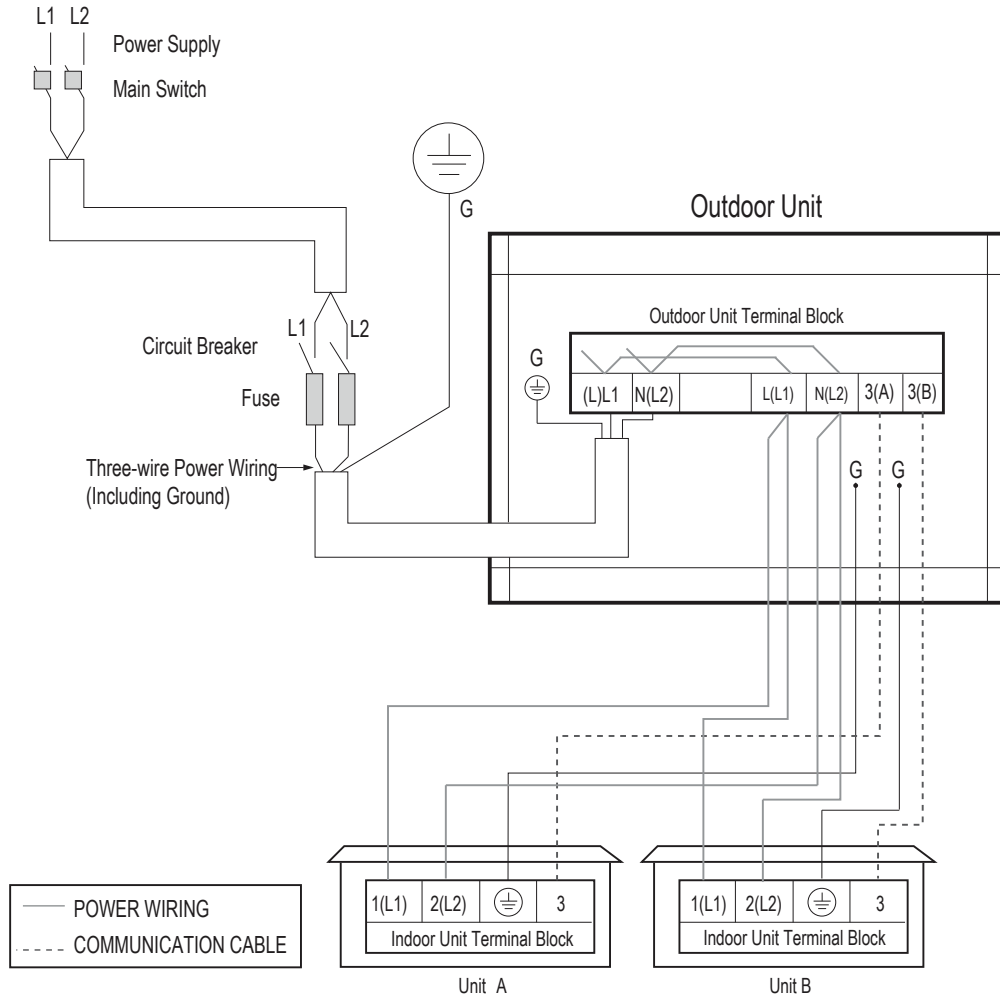 L1 L2
Power Supply
Main Switch
G
Outdoor Unit
Outdoor Unit Terminal Block
L1 L2
Circuit Breaker
Fuse
G
(L)L1 N(L2) L(L1) N(L2) 3(A) 3(B)
Three-wire Power Wiring
(Including Ground)
G G
1(L1) 2(L2) 3
Indoor Unit Terminal Block
Unit A
1(L1) 2(L2) 3
Indoor Unit Terminal Block
Unit B
POWER WIRING
COMMUNICATION CABLE